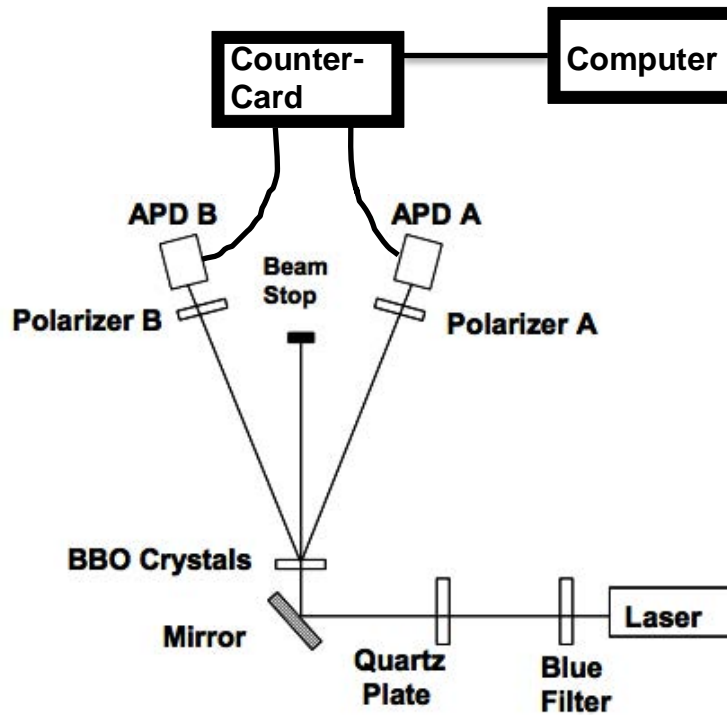 Counter-
Card
Computer
APD B
APD A
Beam
Stop
Polarizer B
Polarizer A
BBO Crystals
Mirror
Quartz
Plate
Blue
Filter
Laser